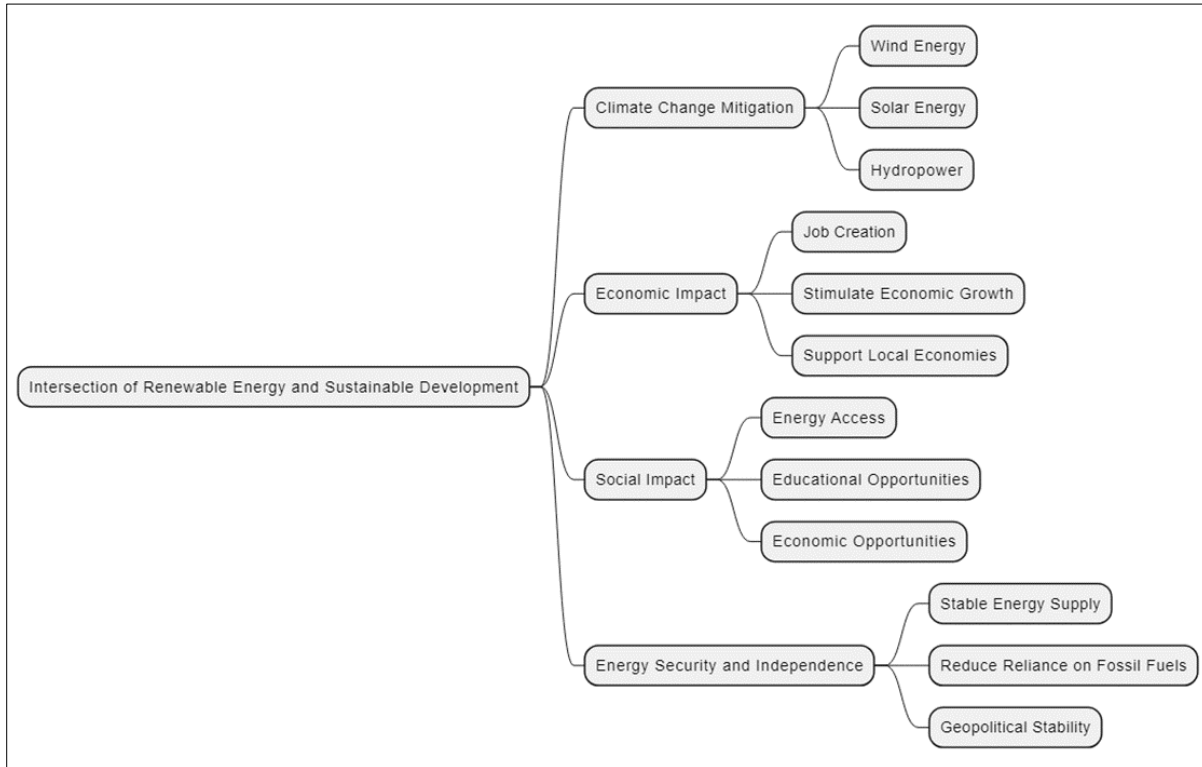 Intersection of Renewable Energy and Sustainable Development
Climate Change Mitigation
Wind Energy
Solar Energy
Hydropower
Economic Impact
Job Creation
Stimulate Economic Growth
Support Local Economies
Social Impact
Energy Access
Educational Opportunities
Economic Opportunities
Energy Security and Independence
Stable Energy Supply
Reduce Reliance on Fossil Fuels
Geopolitical Stability